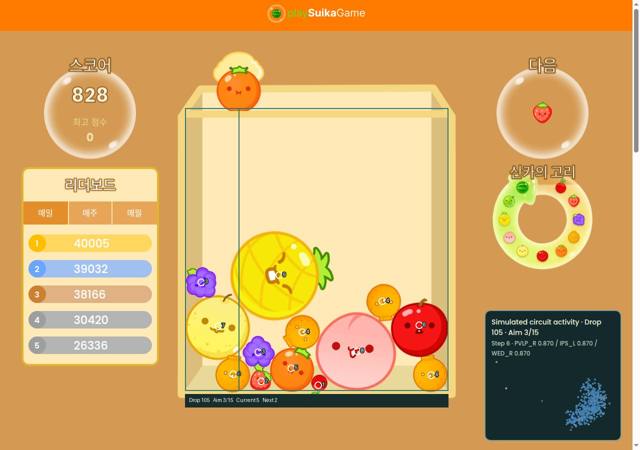 playSuikaGame
스코어
828
최고 점수
0
리더보드
매일
매주
매월
1 40005
2 39032
3 38166
4 30420
5 26336
다음
신카의 고리
Simulated circuit activity · Drop
105 · Aim 3/15
Step 6 · PVLP_R 0.870 / IPS_L 0.870 /
WED_R 0.870
Drop 105 Aim 3/15 Current 5 Next 2